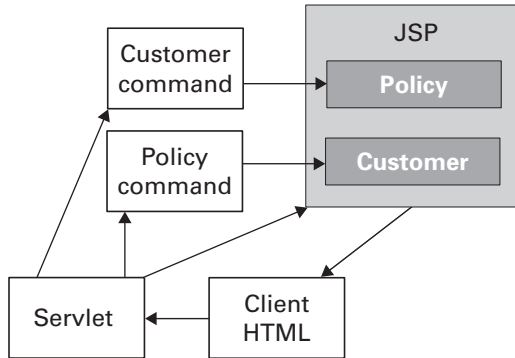 JSP
Customer
command
Policy
Policy
command
Customer
Servlet
Client
HTML